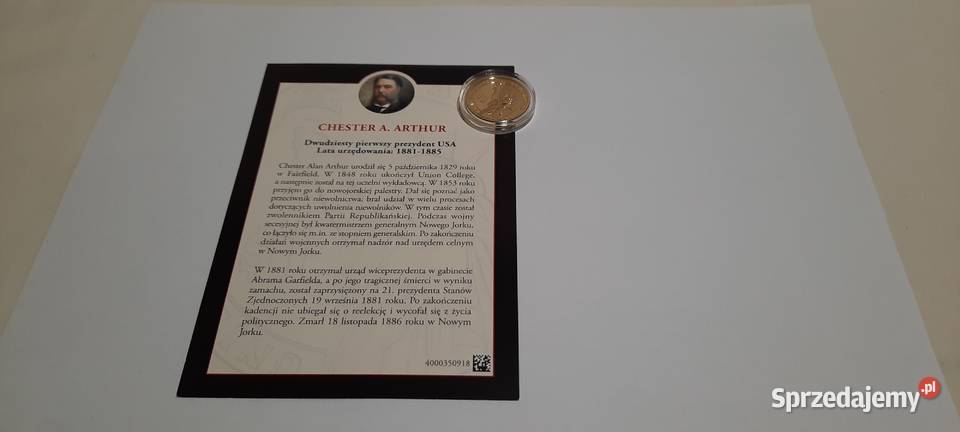 CHESTER A. ARTHUR
Dwudziesty pierwszy prezydent USA
Lata urzędowania: 1881-1885
Chester Alan Arthur urodził się 5 października 1829 roku
w Fairfield. W 1848 roku ukończył Union College,
a następnie został na tej uczelni wykładowcą. W 1853 roku
przyjęto go do nowojorskiej palestry. Dał się poznać jako
przeciwnik niewolnictwa, brał udział w wielu procesach
dotyczących uwolnienia niewolników. W tym czasie został
zwolennikiem Partii Republikańskiej. Podczas wojny
secesyjnej był kwatermistrzem generalnym Nowego Jorku,
co łączyło się m.in. ze stopniem generalskim. Po zakończeniu
działań wojennych otrzymał nadzór nad urzędem celnym
w Nowym Jorku.
W 1881 roku otrzymał urząd wiceprezydenta w gabinecie
Abrama Garfielda, a po jego tragicznej śmierci w wyniku
zamachu, został zaprzysiężony na 21. prezydenta Stanów
Zjednoczonych 19 września 1881 roku. Po zakończeniu
kadencji nie ubiegał się o reelekcję i wycofał się z życia
politycznego. Zmarł 18 listopada 1886 roku w Nowym
Jorku.
4000350918
Sprzedajemy.pl